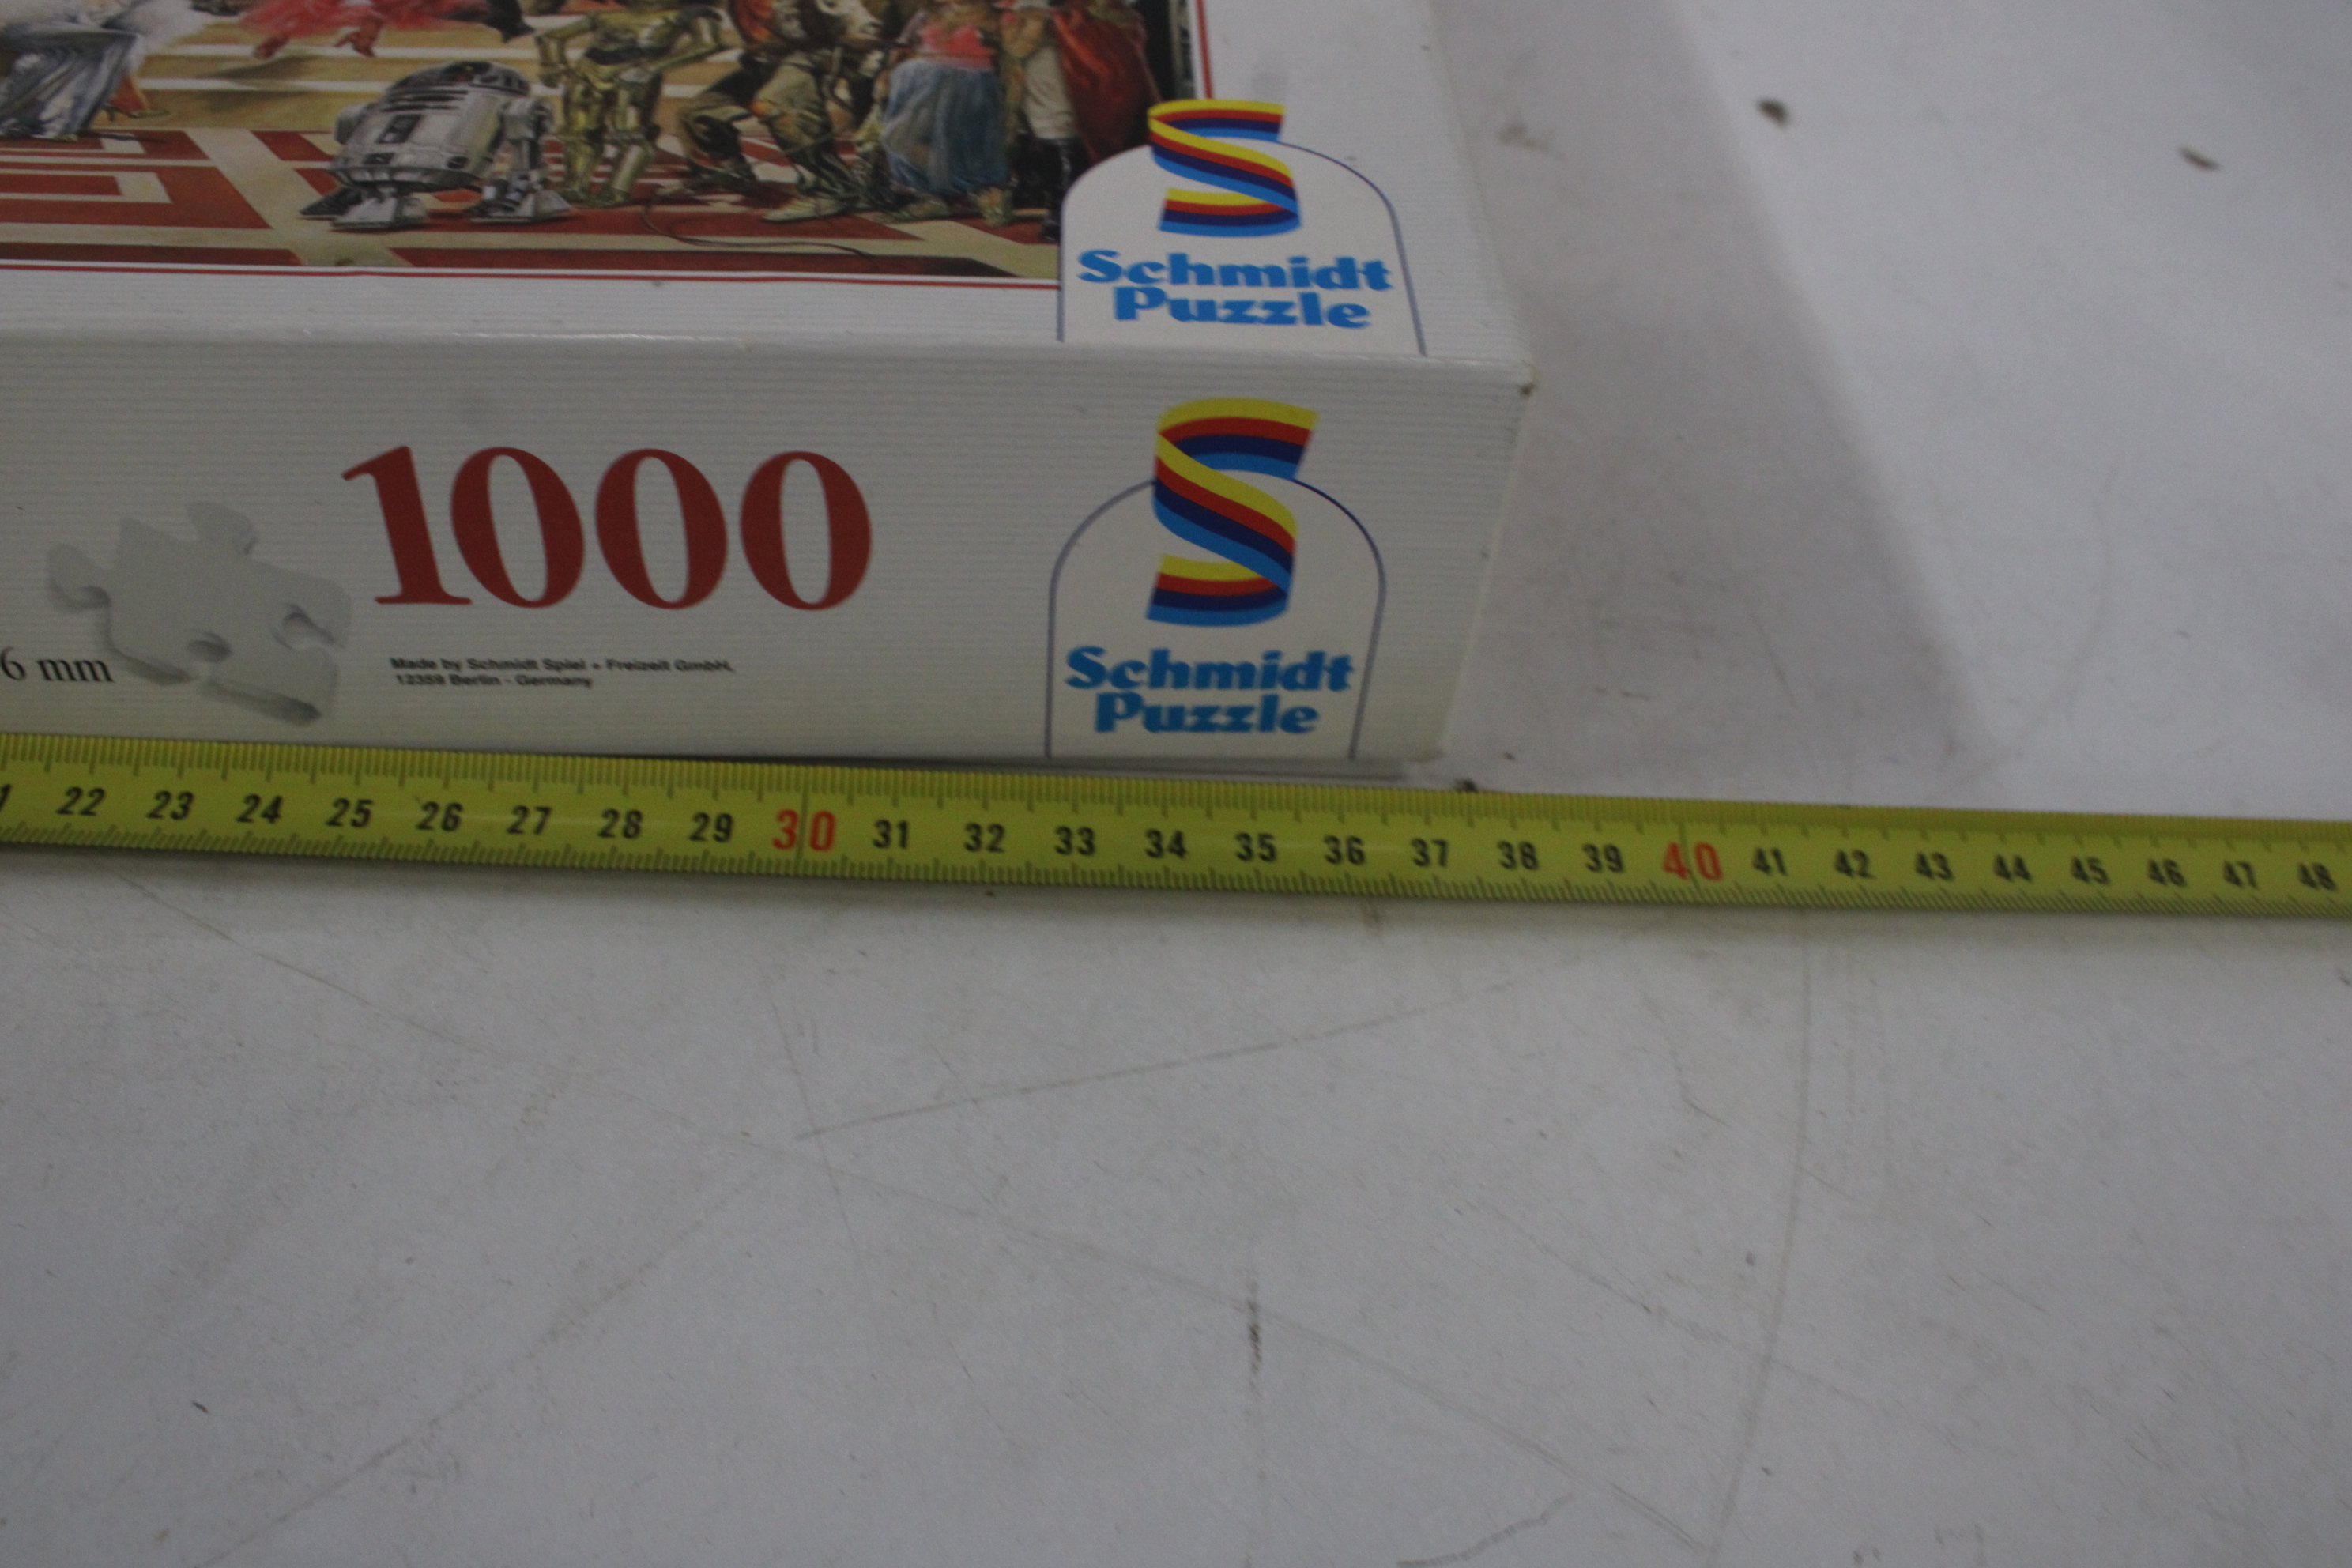 Schmidt
Puzzle
1000
6 mm
Made by Schmidt Spiel + Freizeit GmbH,
12359 Berlin - Germany
Schmidt
Puzzle
22 23 24 25 26 27 28 29 30 31 32 33 34 35 36 37 38 39 40 41 42 43 44 45 46 47 48